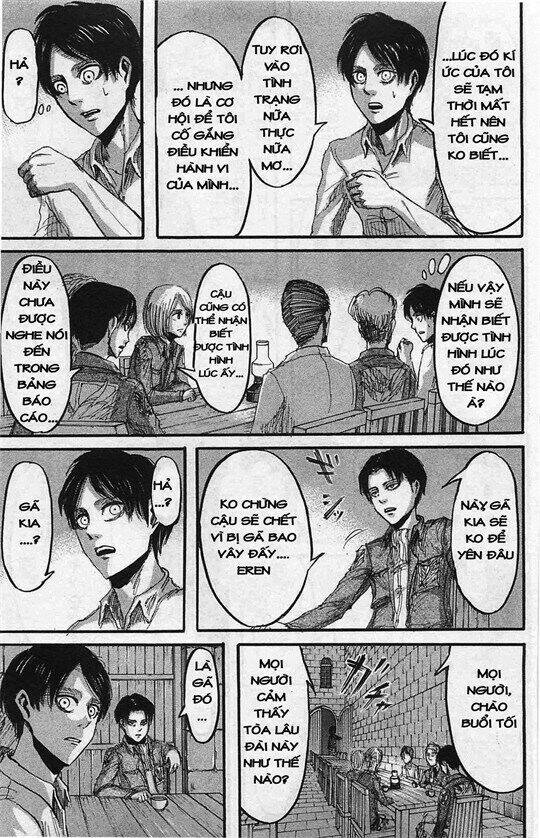 ...LÚC ĐÓ KÍ
ỨC CỦA TÔI
SẼ TẠM
THỜI MẤT
HẾT NÊN
TÔI CŨNG
KO BIẾT...
TUY RƠI
VÀO
TÌNH
TRẠNG
NỬA
THỰC
NỬA
MƠ...
... NHƯNG
ĐÓ LÀ CƠ
HỘI ĐỂ TÔI
CỐ GẮNG
ĐIỀU KHIỂN
HÀNH VI
CỦA MÌNH...
HẢ
?
NẾU VẬY
MÌNH SẼ
NHẬN BIẾT
ĐƯỢC TÌNH
HÌNH LÚC
ĐÓ NHƯ
THẾ NÀO
À?
CẬU
CŨNG CÓ
THỂ NHẬN
BIẾT
ĐƯỢC TÌNH
HÌNH
LÚC ẤY...
ĐIỀU
NÀY
CHƯA
ĐƯỢC
NGHE NÓI
ĐẾN
TRONG
BẢNG
BÁO
CÁO...
NÀY, GÃ
KIA SẼ
KO ĐỂ
YÊN ĐÂU
KO CHỪNG
CẬU SẼ CHẾT
VÌ BỊ GÃ BAO
VÂY ĐẤY....
EREN
HẢ
...?
GÃ
KIA
....?
MỌI
NGƯỜI,
CHÀO
BUỔI TỐI
MỌI
NGƯỜI
CẢM
THẤY
TÒA LÂU
ĐÀI NÀY
NHƯ THẾ
NÀO?
LÀ
GÃ ĐÓ
...